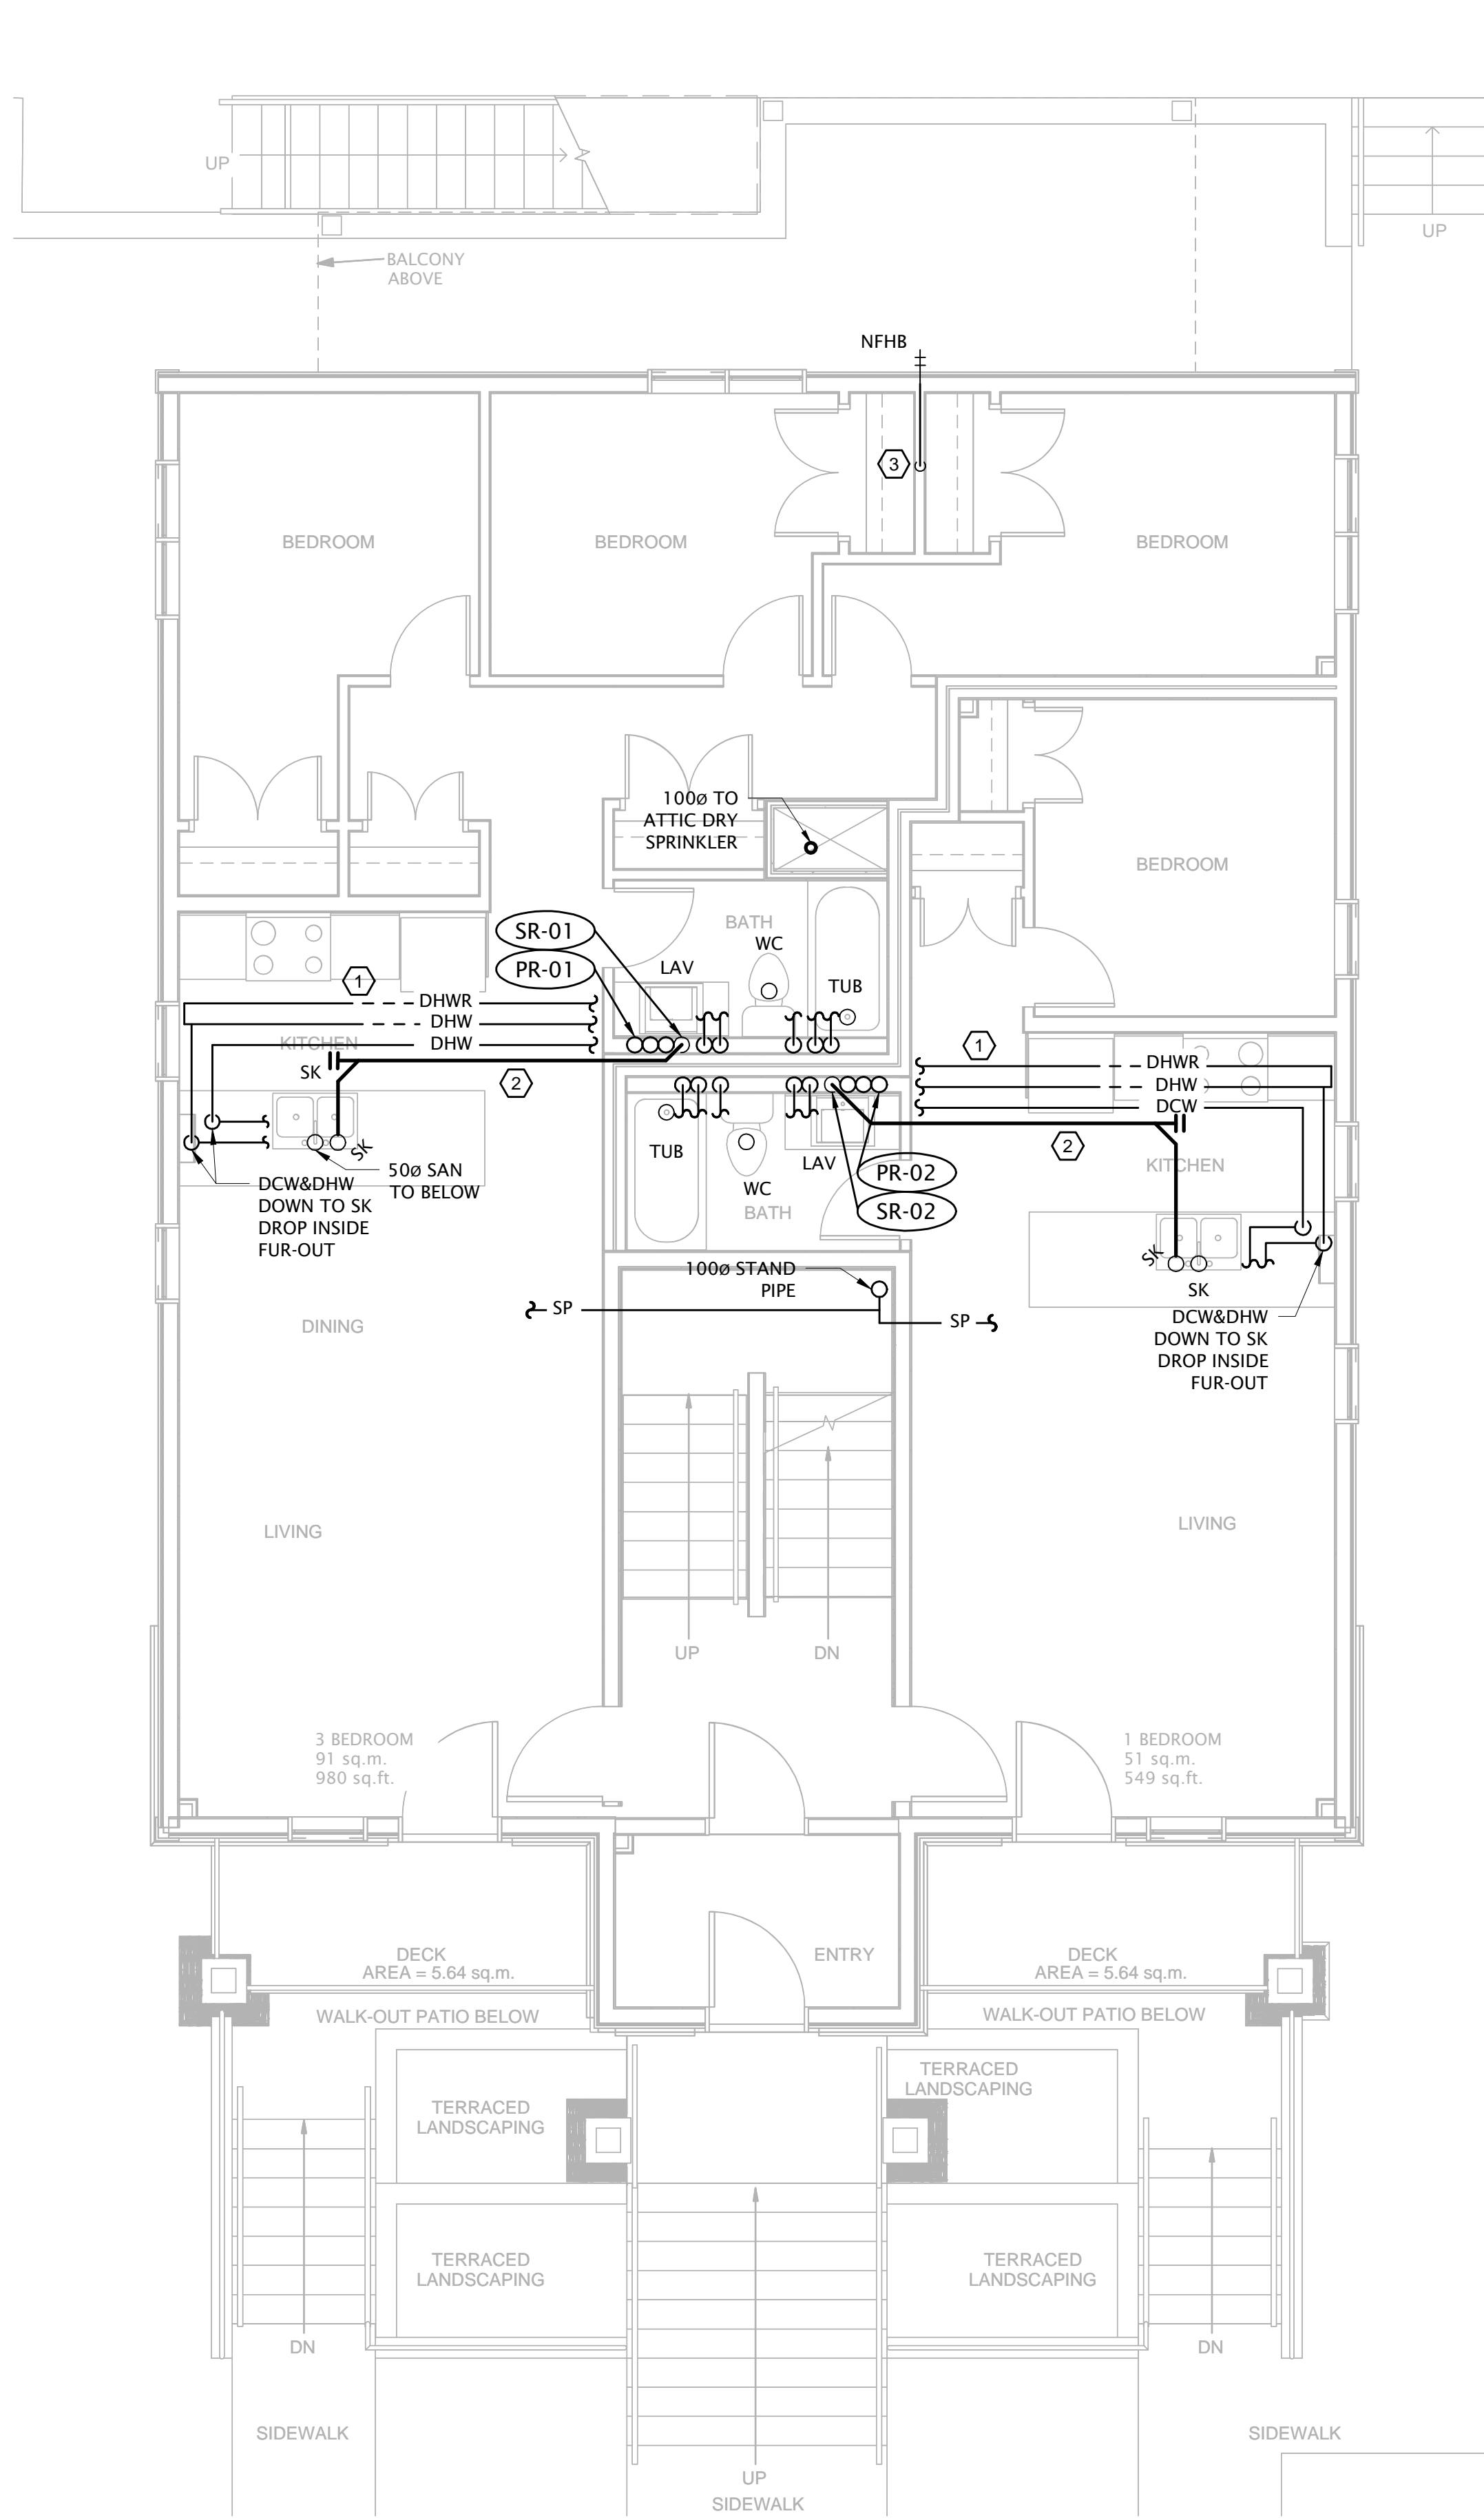 UP
UP
BALCONY
ABOVE
NFHB
3
BEDROOM
BEDROOM
BEDROOM
100ø TO
ATTIC DRY
SPRINKLER
BEDROOM
SR-01
PR-01
BATH
WC
LAV
TUB
1
DHWR
DHW
DHW
KITCHEN
SK
2
SK
50ø SAN
TO BELOW
DCW&DHW
DOWN TO SK
DROP INSIDE
FUR-OUT
1
DHWR
DHW
DCW
2
KITCHEN
TUB
WC
LAV
BATH
PR-02
SR-02
SK
SK
DCW&DHW
DOWN TO SK
DROP INSIDE
FUR-OUT
100ø STAND
PIPE
SP
SP
DINING
LIVING
LIVING
UP
DN
3 BEDROOM
91 sq.m.
980 sq.ft.
1 BEDROOM
51 sq.m.
549 sq.ft.
DECK
AREA = 5.64 sq.m.
ENTRY
DECK
AREA = 5.64 sq.m.
WALK-OUT PATIO BELOW
WALK-OUT PATIO BELOW
TERRACED
LANDSCAPING
TERRACED
LANDSCAPING
TERRACED
LANDSCAPING
TERRACED
LANDSCAPING
DN
DN
SIDEWALK
SIDEWALK
UP
SIDEWALK